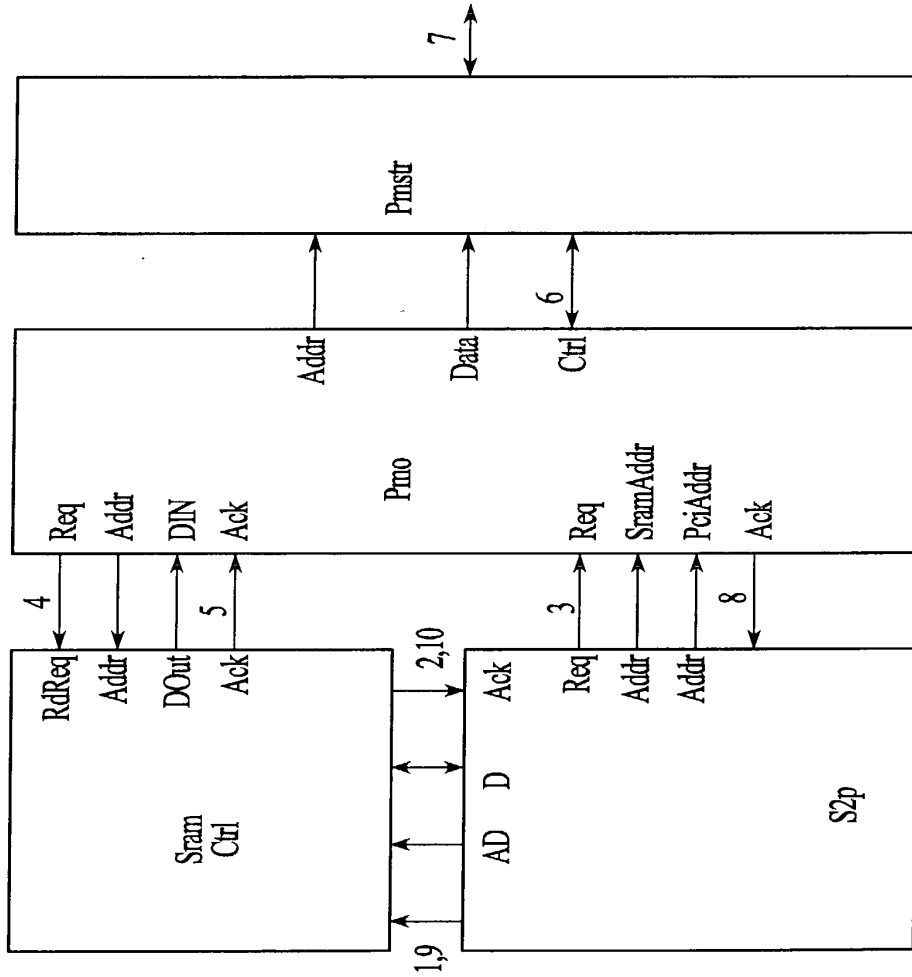 4
RdReq
Req
Addr
Addr
DOut
DIN
5
Ack
Ack
Sram
Ctrl
1,9
2,10
AD
D
Ack
3
Req
Req
Addr
SramAddr
Addr
PciAddr
8
Ack
S2p
Pmo
Addr
Data
6
Ctrl
Pmstr
7